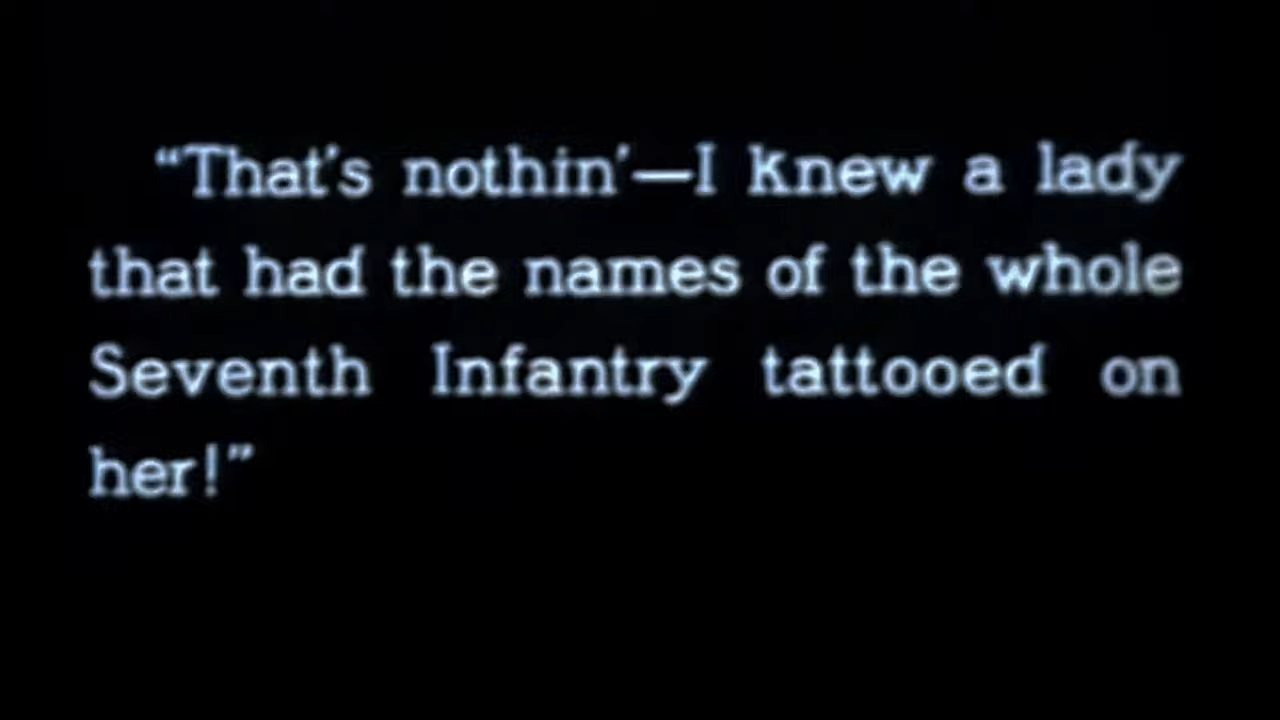 “That’s nothin’—I knew a lady
that had the names of the whole
Seventh Infantry tattooed on
her!”